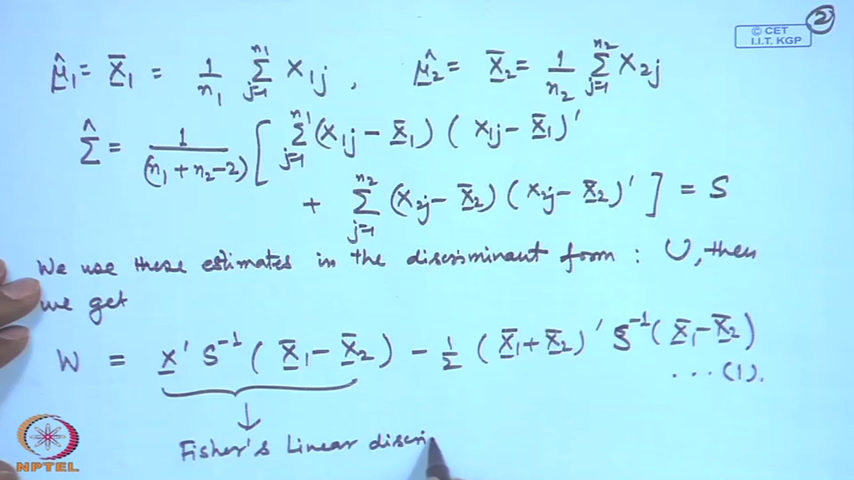 © CET
I.I.T. KGP
2
μ̂₁ = X̄₁ = 1/n₁ Σ_{j=1}^{n₁} X₁ⱼ , μ̂₂ = X̄₂ = 1/n₂ Σ_{j=1}^{n₂} X₂ⱼ
Σ̂ = 1/(n₁+n₂-2) [ Σ_{j=1}^{n₁} (X₁ⱼ - X̄₁) (X₁ⱼ - X̄₁)′
+ Σ_{j=1}^{n₂} (X₂ⱼ - X̄₂) (X₂ⱼ - X̄₂)′ ] = S
We use these estimates in the discriminant form : U, then
we get
W = x′ S⁻¹ (X̄₁ - X̄₂) - 1/2 (X̄₁ + X̄₂)′ S⁻¹ (X̄₁ - X̄₂)
... (1).
Fisher's Linear discri
NPTEL